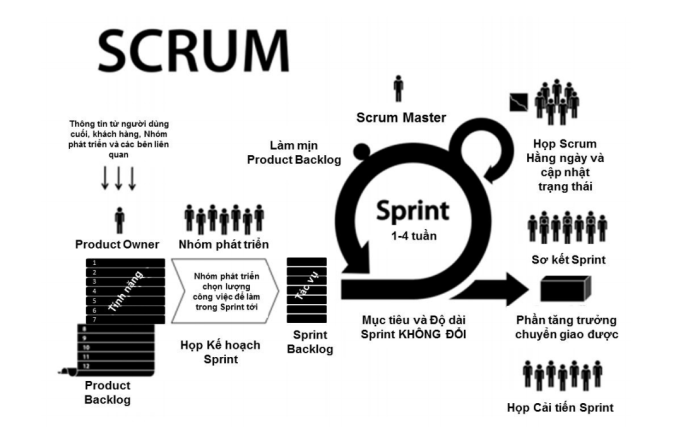 SCRUM
Thông tin từ người dùng
cuối, khách hàng, Nhóm
phát triển và các bên liên
quan
Product Owner
Nhóm phát triển
1
2
3
4
5
6
7
8
9
10
11
12
Tính năng
Product
Backlog
Nhóm phát triển
chọn lượng
công việc để làm
trong Sprint tới
Họp Kế hoạch
Sprint
Tác vụ
Sprint
Backlog
Làm mịn
Product Backlog
Scrum Master
Sprint
1-4 tuần
Mục tiêu và Độ dài
Sprint KHÔNG ĐỔI
Họp Scrum
Hằng ngày và
cập nhật
trạng thái
Sơ kết Sprint
Phần tăng trưởng
chuyển giao được
Họp Cải tiến Sprint